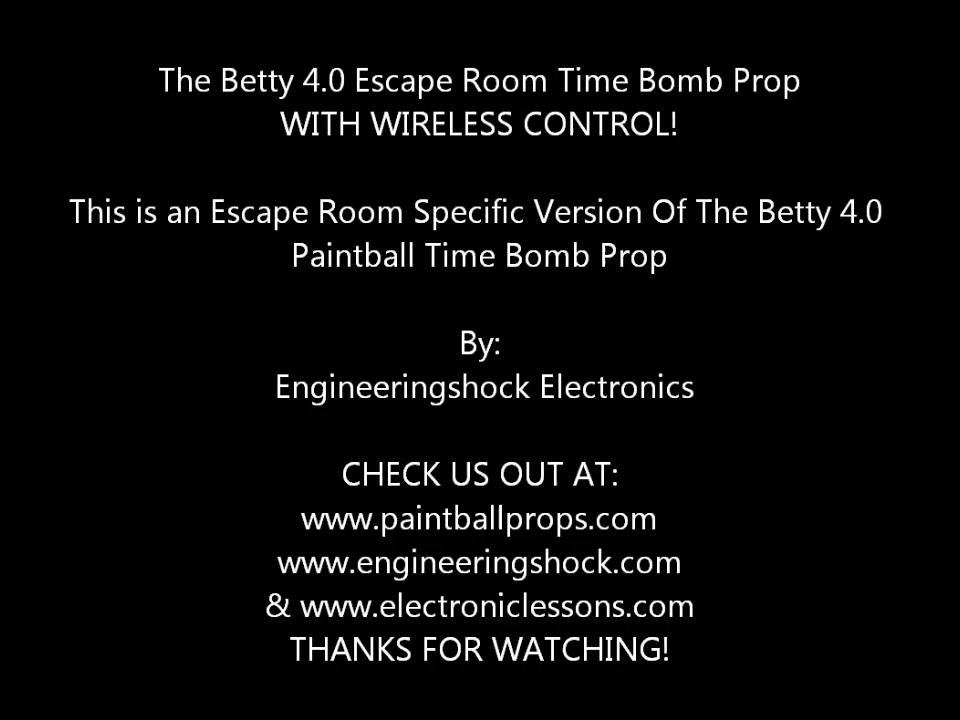 The Betty 4.0 Escape Room Time Bomb Prop
WITH WIRELESS CONTROL!
This is an Escape Room Specific Version Of The Betty 4.0
Paintball Time Bomb Prop
By:
Engineeringshock Electronics
CHECK US OUT AT:
www.paintballprops.com
www.engineeringshock.com
& www.electroniclessons.com
THANKS FOR WATCHING!